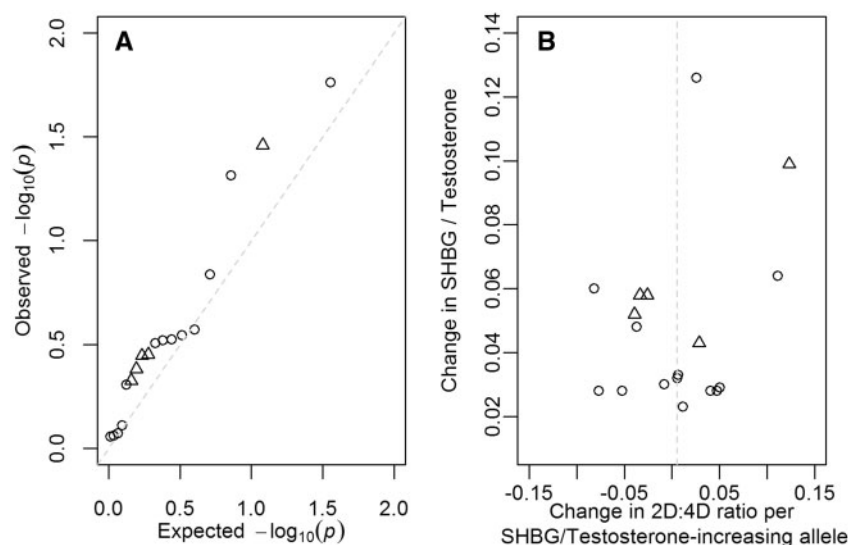 A
Observed −log10(p)
0.0
0.5
1.0
1.5
2.0
0.0 0.5 1.0 1.5 2.0
Expected −log10(p)
B
Change in SHBG / Testosterone
0.02
0.04
0.06
0.08
0.10
0.12
0.14
-0.15 -0.05 0.05 0.15
Change in 2D:4D ratio per
SHBG/Testosterone-increasing allele